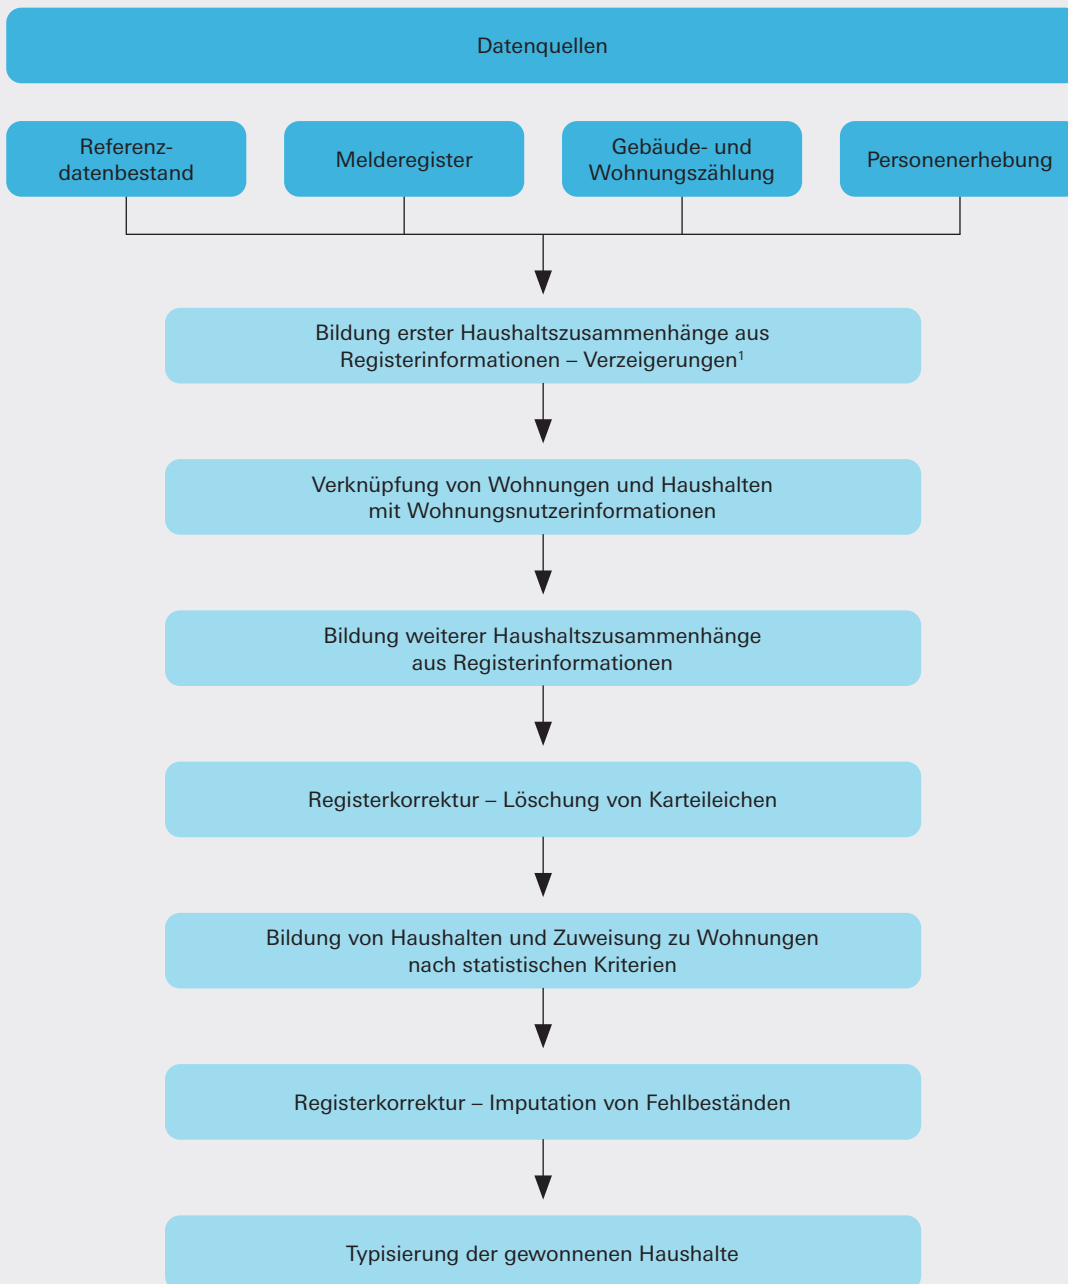 Datenquellen
Referenz-
datenbestand
Melderegister
Gebäude- und
Wohnungszählung
Personenerhebung
Bildung erster Haushaltszusammenhänge aus
Registerinformationen – Verzeigerungen¹
Verknüpfung von Wohnungen und Haushalten
mit Wohnungsnutzerinformationen
Bildung weiterer Haushaltszusammenhänge
aus Registerinformationen
Registerkorrektur – Löschung von Karteileichen
Bildung von Haushalten und Zuweisung zu Wohnungen
nach statistischen Kriterien
Registerkorrektur – Imputation von Fehlbeständen
Typisierung der gewonnenen Haushalte